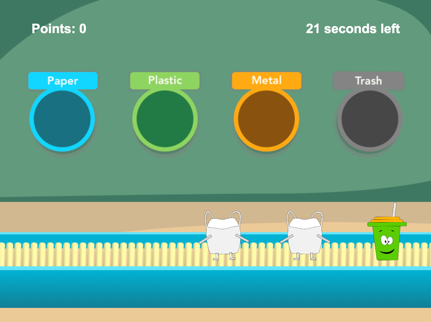 Points: 0
21 seconds left
Paper
Plastic
Metal
Trash